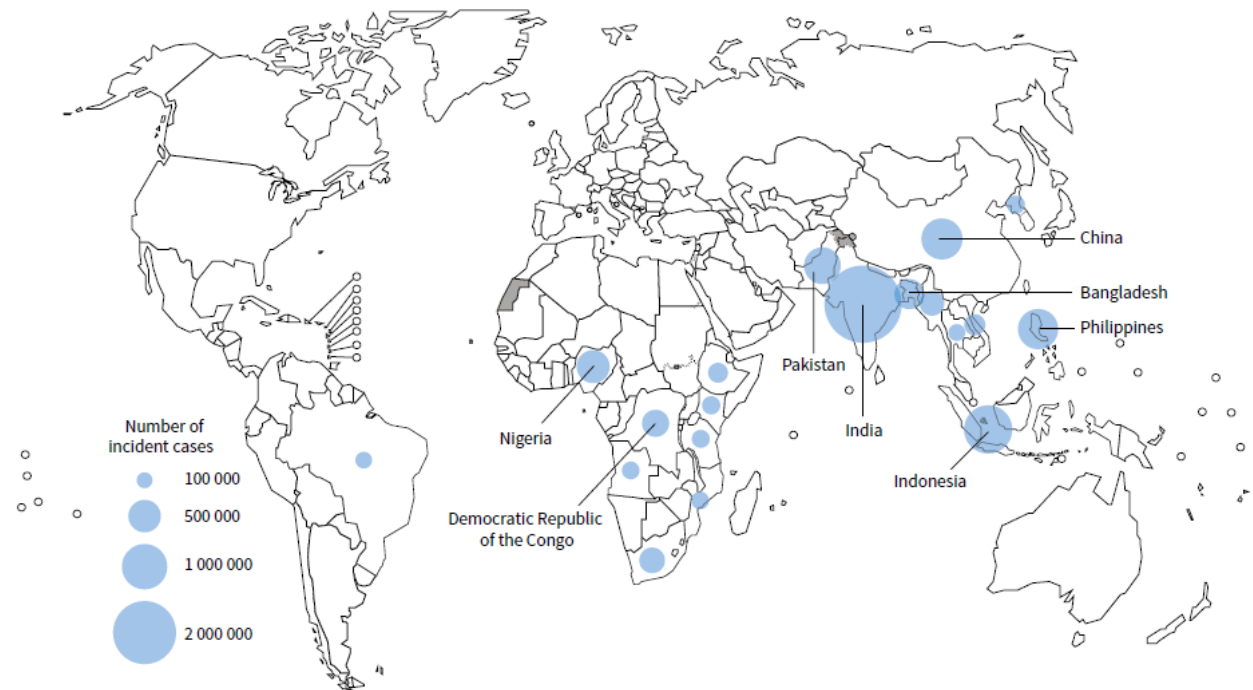 China
Bangladesh
Philippines
Pakistan
India
Indonesia
Nigeria
Democratic Republic
of the Congo
Number of
incident cases
100 000
500 000
1 000 000
2 000 000